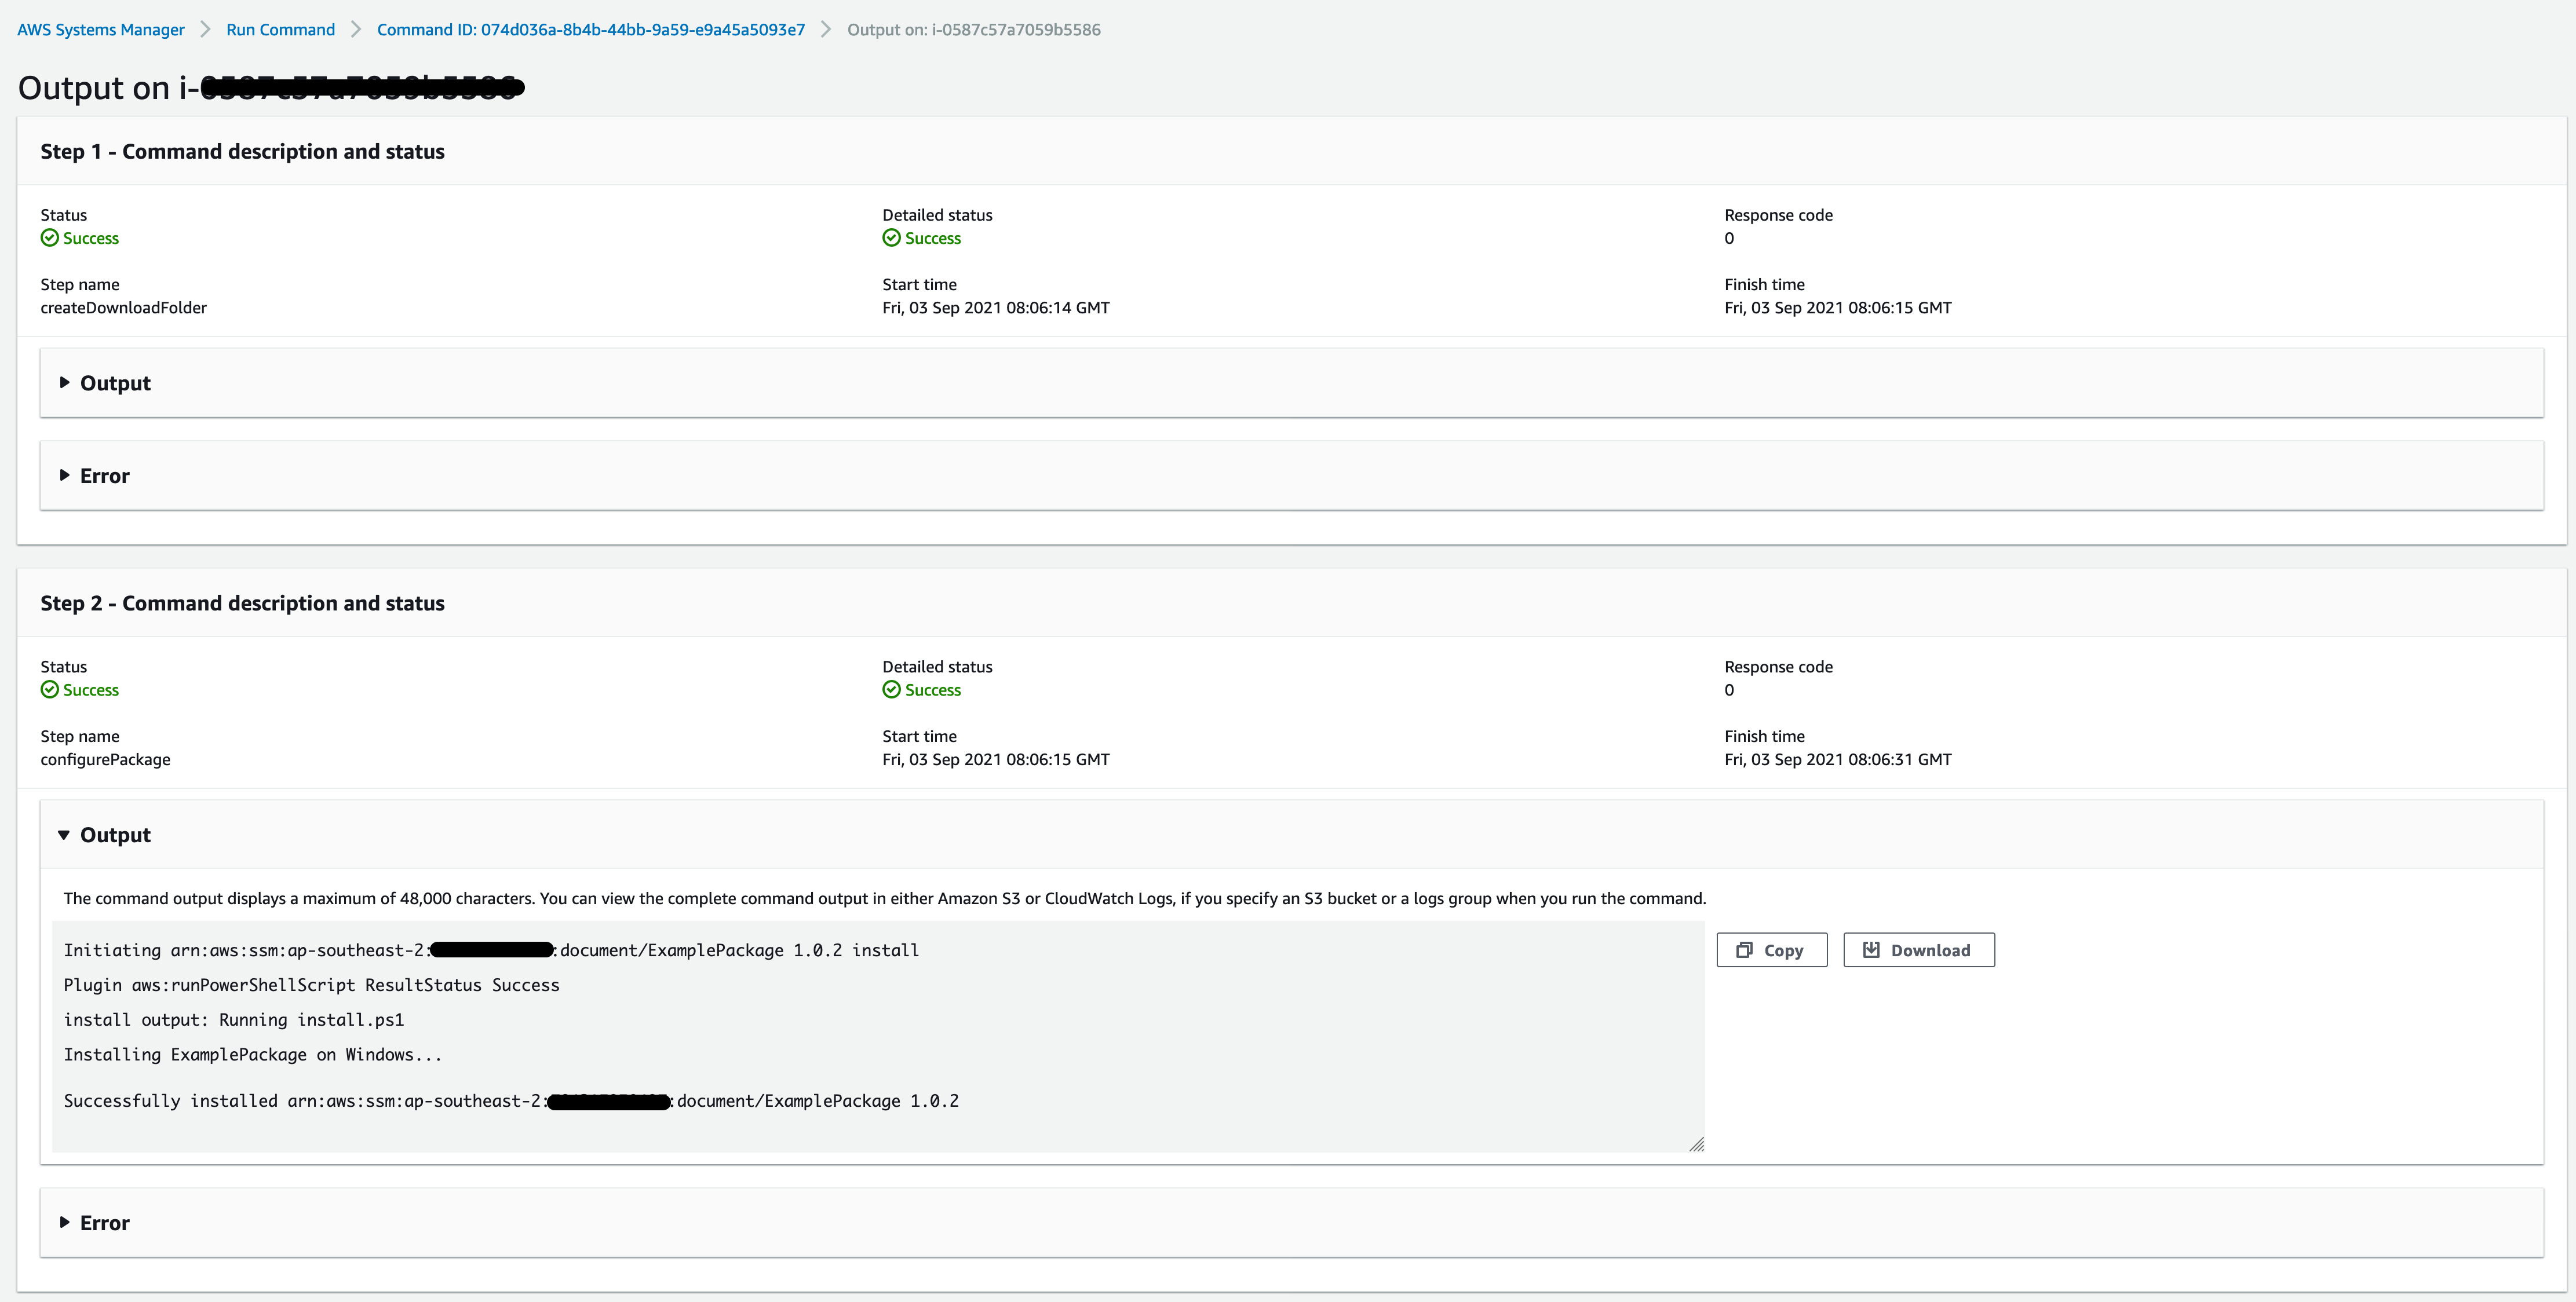 AWS Systems Manager > Run Command > Command ID: 074d036a-8b4b-44bb-9a59-e9a45a5093e7 > Output on: i-0587c57a7059b5586
Output on i-
Step 1 - Command description and status
Status Detailed status Response code
Success Success 0
Step name Start time Finish time
createDownloadFolder Fri, 03 Sep 2021 08:06:14 GMT Fri, 03 Sep 2021 08:06:15 GMT
Output
Error
Step 2 - Command description and status
Status Detailed status Response code
Success Success 0
Step name Start time Finish time
configurePackage Fri, 03 Sep 2021 08:06:15 GMT Fri, 03 Sep 2021 08:06:31 GMT
Output
The command output displays a maximum of 48,000 characters. You can view the complete command output in either Amazon S3 or CloudWatch Logs, if you specify an S3 bucket or a logs group when you run the command.
Initiating arn:aws:ssm:ap-southeast-2: :document/ExamplePackage 1.0.2 install Copy Download
Plugin aws:runPowerShellScript ResultStatus Success
install output: Running install.ps1
Installing ExamplePackage on Windows...
Successfully installed arn:aws:ssm:ap-southeast-2: :document/ExamplePackage 1.0.2
Error